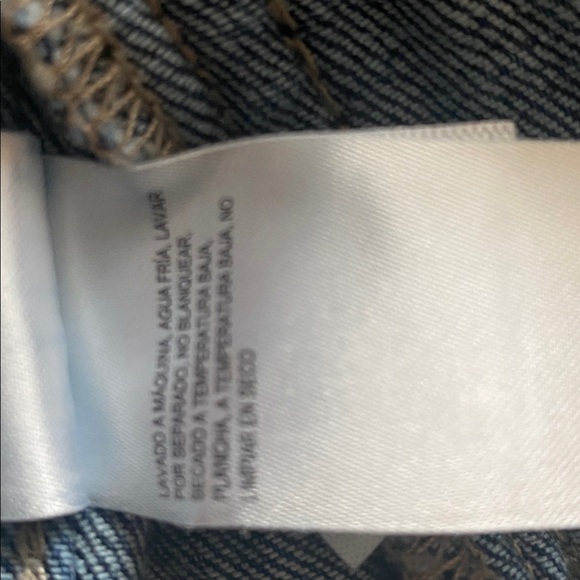 LAVADO A MÁQUINA, AGUA FRÍA, LAVAR
POR SEPARADO, NO BLANQUEAR,
SECADO A TEMPERATURA BAJA,
PLANCHA, A TEMPERATURA BAJA, NO
LIMPIAR EN SECO